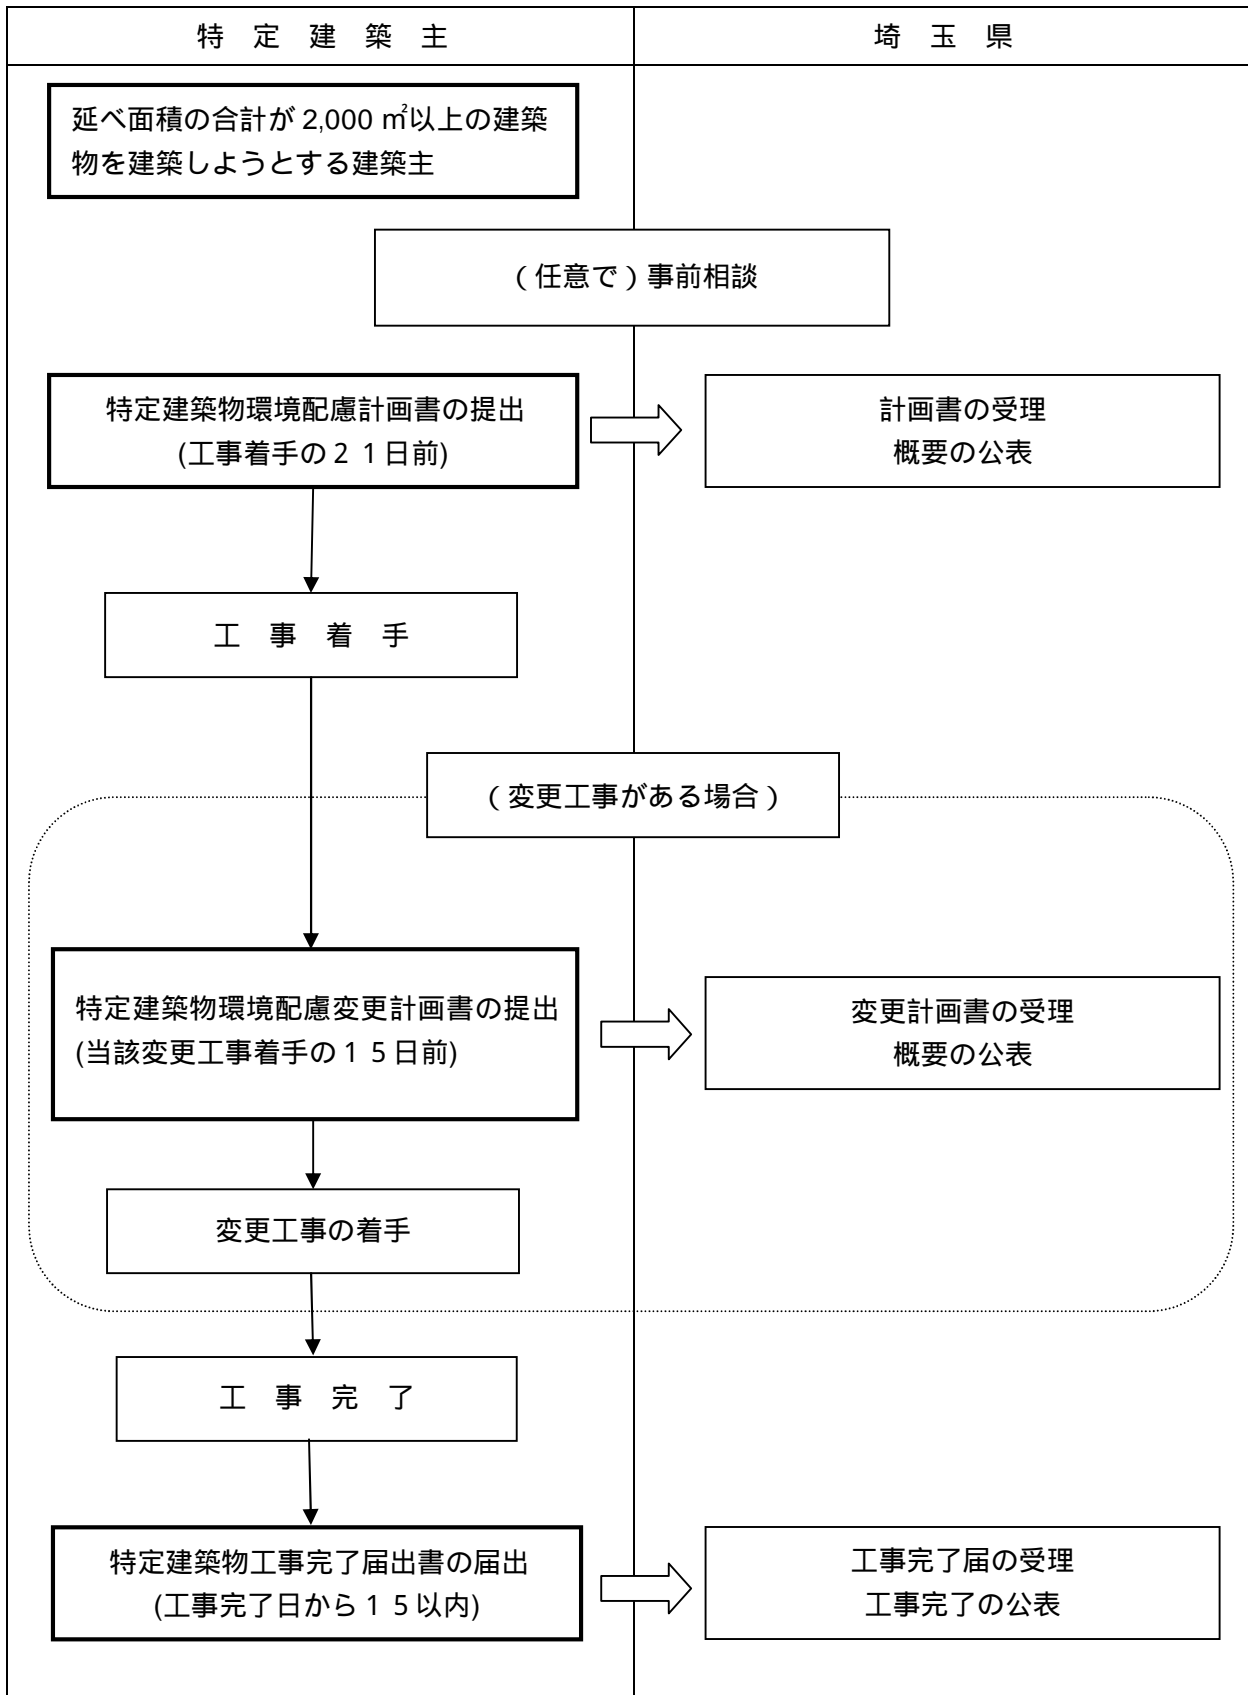 特　定　建　築　主
埼　玉　県
延べ面積の合計が 2,000 ㎡以上の建築
物を建築しようとする建築主
（任意で）事前相談
特定建築物環境配慮計画書の提出
(工事着手の２１日前)
計画書の受理
概要の公表
工　事　着　手
（変更工事がある場合）
特定建築物環境配慮変更計画書の提出
(当該変更工事着手の１５日前)
変更計画書の受理
概要の公表
変更工事の着手
工　事　完　了
特定建築物工事完了届出書の届出
(工事完了日から１５以内)
工事完了届の受理
工事完了の公表